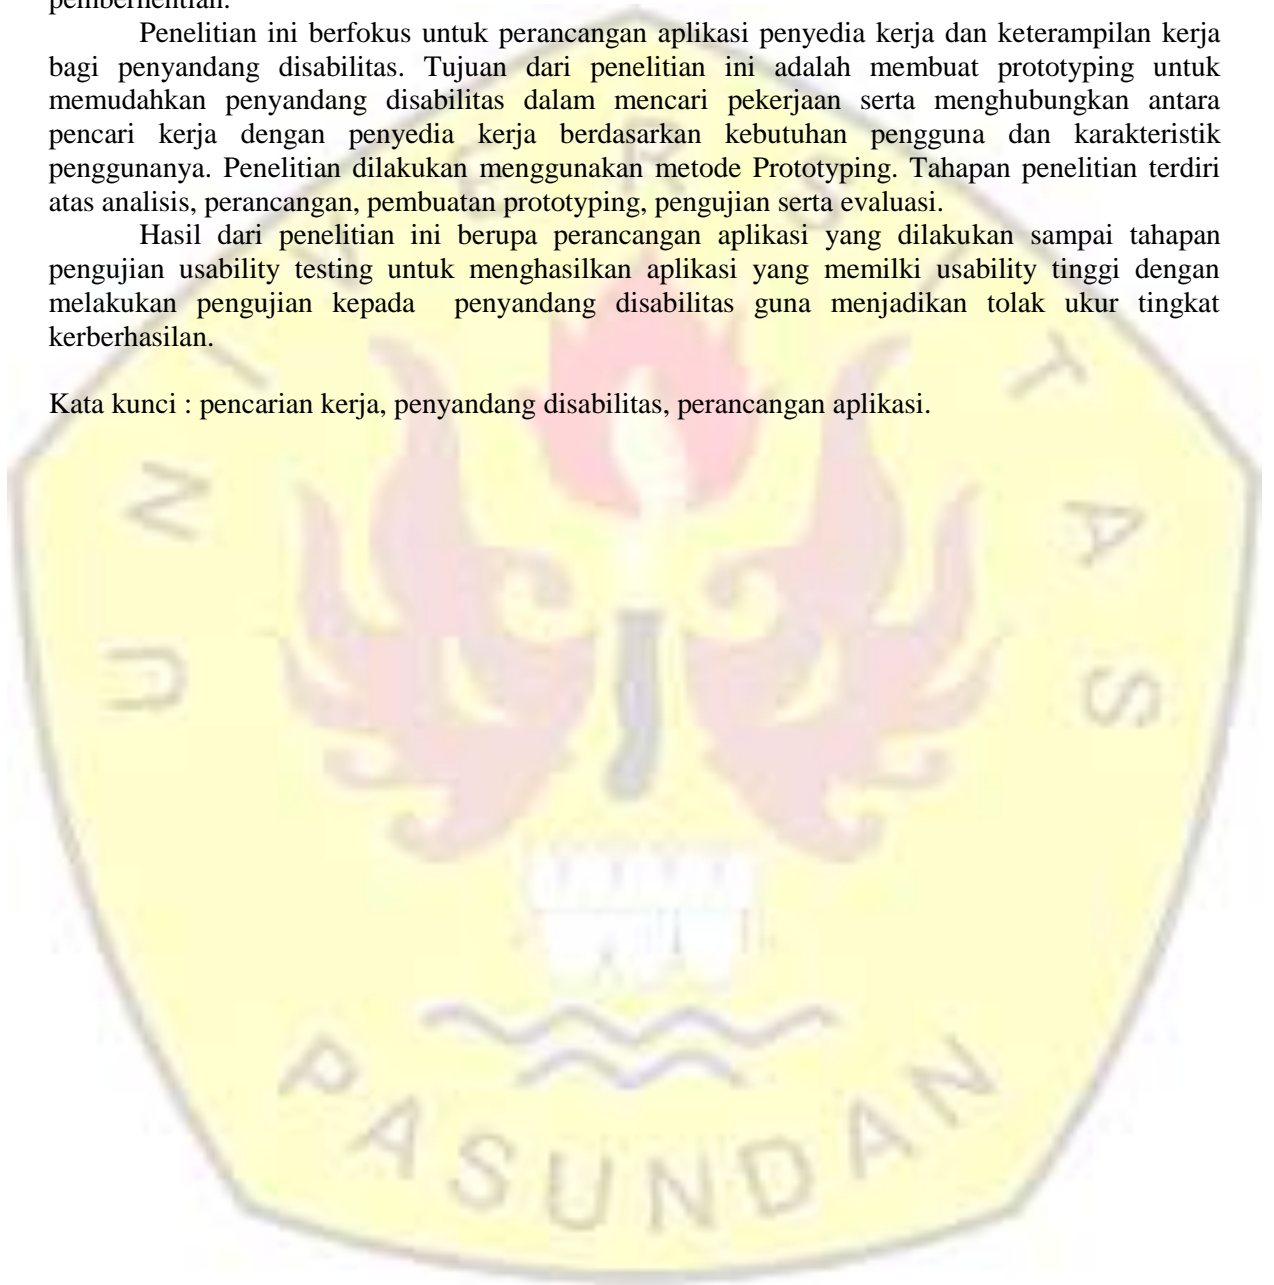 pemberhentian.
Penelitian ini berfokus untuk perancangan aplikasi penyedia kerja dan keterampilan kerja
bagi penyandang disabilitas. Tujuan dari penelitian ini adalah membuat prototyping untuk
memudahkan penyandang disabilitas dalam mencari pekerjaan serta menghubungkan antara
pencari kerja dengan penyedia kerja berdasarkan kebutuhan pengguna dan karakteristik
penggunanya. Penelitian dilakukan menggunakan metode Prototyping. Tahapan penelitian terdiri
atas analisis, perancangan, pembuatan prototyping, pengujian serta evaluasi.
Hasil dari penelitian ini berupa perancangan aplikasi yang dilakukan sampai tahapan
pengujian usability testing untuk menghasilkan aplikasi yang memilki usability tinggi dengan
melakukan pengujian kepada penyandang disabilitas guna menjadikan tolak ukur tingkat
kerberhasilan.
Kata kunci : pencarian kerja, penyandang disabilitas, perancangan aplikasi.
UNIVERSITAS
PASUNDAN